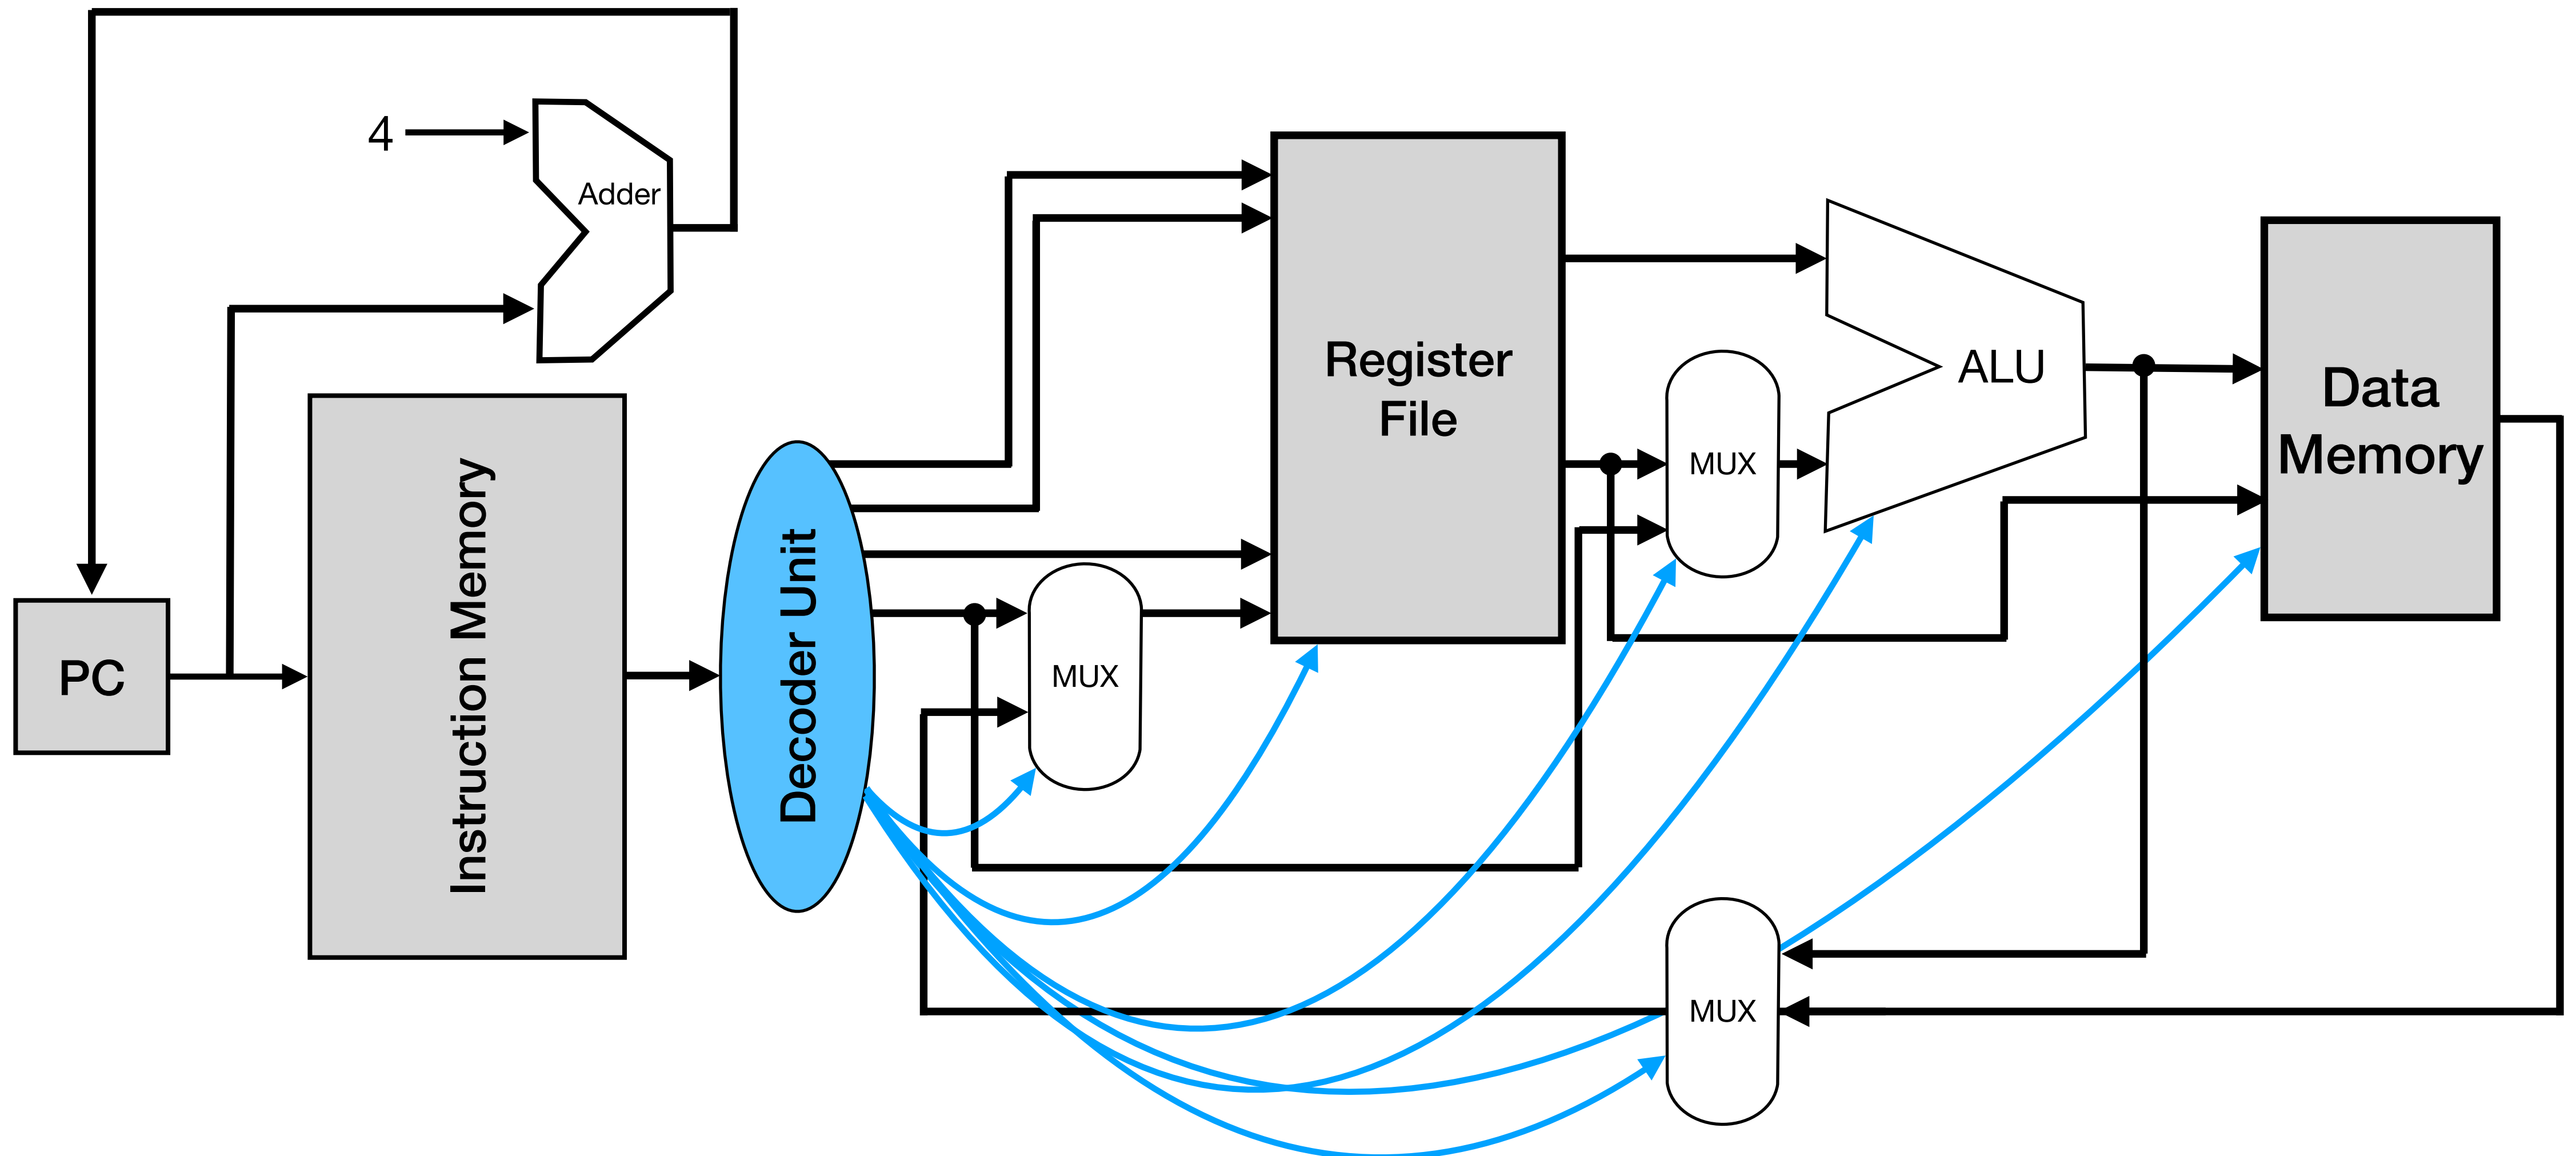 4
Adder
PC
Instruction Memory
Decoder Unit
MUX
Register
File
MUX
ALU
Data
Memory
MUX